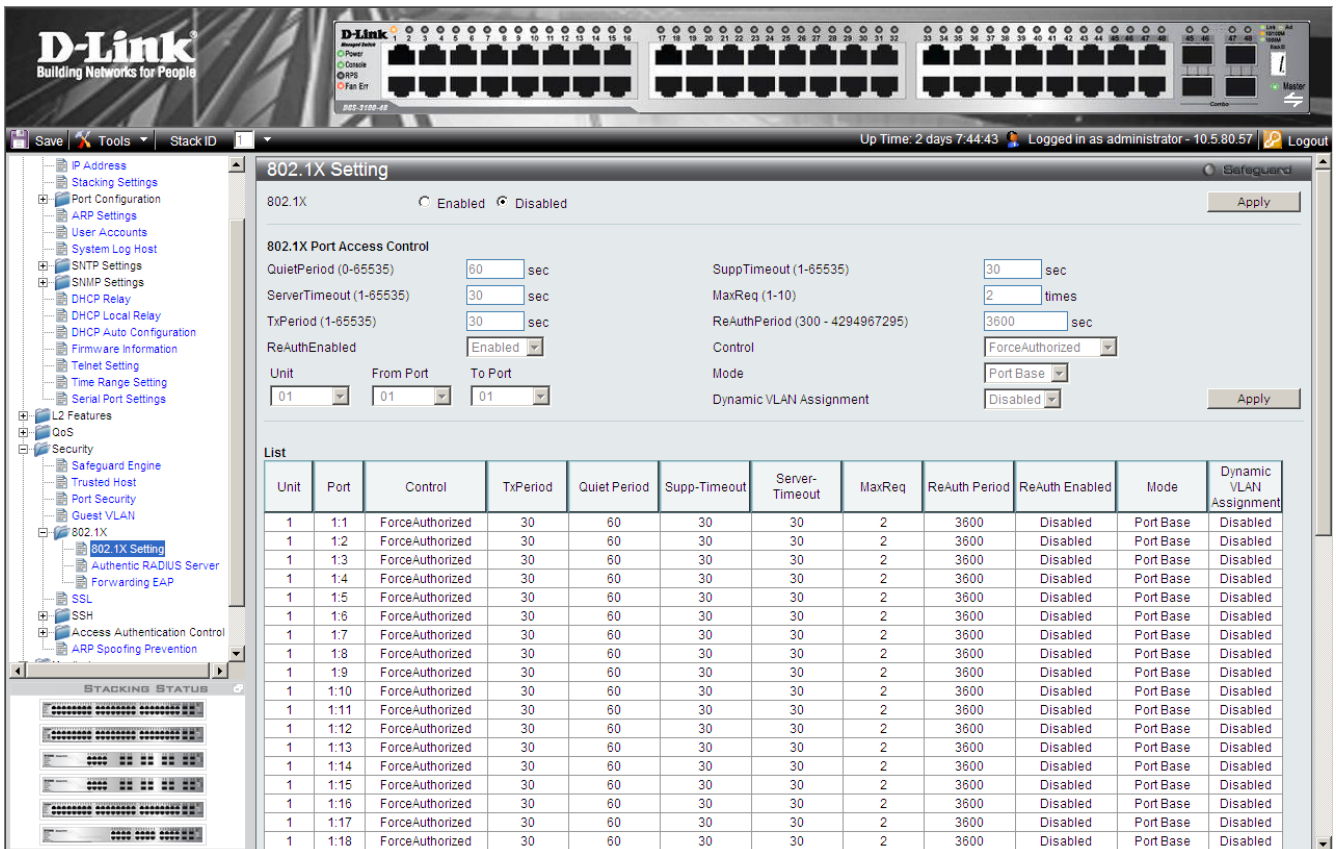 D-Link
Building Networks for People
D-Link
Managed Switch
Power
Console
RPS
Fan Err
DGS-3100-48
1 2 3 4 5 6 7 8 9 10 11 12 13 14 15 16
17 18 19 20 21 22 23 24 25 26 27 28 29 30 31 32
33 34 35 36 37 38 39 40 41 42 43 44 45 46 47 48
45 46 47 48
Combo
Master
Save Tools Stack ID 1
Up Time: 2 days 7:44:43 Logged in as administrator - 10.5.80.57 Logout
IP Address
Stacking Settings
Port Configuration
ARP Settings
User Accounts
System Log Host
SNTP Settings
SNMP Settings
DHCP Relay
DHCP Local Relay
DHCP Auto Configuration
Firmware Information
Telnet Setting
Time Range Setting
Serial Port Settings
L2 Features
QoS
Security
Safeguard Engine
Trusted Host
Port Security
Guest VLAN
802.1X
802.1X Setting
Authentic RADIUS Server
Forwarding EAP
SSL
SSH
Access Authentication Control
ARP Spoofing Prevention
STACKING STATUS
802.1X Setting Safeguard
802.1X Enabled Disabled Apply
802.1X Port Access Control
QuietPeriod (0-65535) 60 sec SuppTimeout (1-65535) 30 sec
ServerTimeout (1-65535) 30 sec MaxReq (1-10) 2 times
TxPeriod (1-65535) 30 sec ReAuthPeriod (300 - 4294967295) 3600 sec
ReAuthEnabled Enabled Control ForceAuthorized
Unit From Port To Port Mode Port Base
01 01 01 Dynamic VLAN Assignment Disabled Apply
List
Unit Port Control TxPeriod Quiet Period Supp-Timeout Server-Timeout MaxReq ReAuth Period ReAuth Enabled Mode Dynamic VLAN Assignment
1 1:1 ForceAuthorized 30 60 30 30 2 3600 Disabled Port Base Disabled
1 1:2 ForceAuthorized 30 60 30 30 2 3600 Disabled Port Base Disabled
1 1:3 ForceAuthorized 30 60 30 30 2 3600 Disabled Port Base Disabled
1 1:4 ForceAuthorized 30 60 30 30 2 3600 Disabled Port Base Disabled
1 1:5 ForceAuthorized 30 60 30 30 2 3600 Disabled Port Base Disabled
1 1:6 ForceAuthorized 30 60 30 30 2 3600 Disabled Port Base Disabled
1 1:7 ForceAuthorized 30 60 30 30 2 3600 Disabled Port Base Disabled
1 1:8 ForceAuthorized 30 60 30 30 2 3600 Disabled Port Base Disabled
1 1:9 ForceAuthorized 30 60 30 30 2 3600 Disabled Port Base Disabled
1 1:10 ForceAuthorized 30 60 30 30 2 3600 Disabled Port Base Disabled
1 1:11 ForceAuthorized 30 60 30 30 2 3600 Disabled Port Base Disabled
1 1:12 ForceAuthorized 30 60 30 30 2 3600 Disabled Port Base Disabled
1 1:13 ForceAuthorized 30 60 30 30 2 3600 Disabled Port Base Disabled
1 1:14 ForceAuthorized 30 60 30 30 2 3600 Disabled Port Base Disabled
1 1:15 ForceAuthorized 30 60 30 30 2 3600 Disabled Port Base Disabled
1 1:16 ForceAuthorized 30 60 30 30 2 3600 Disabled Port Base Disabled
1 1:17 ForceAuthorized 30 60 30 30 2 3600 Disabled Port Base Disabled
1 1:18 ForceAuthorized 30 60 30 30 2 3600 Disabled Port Base Disabled